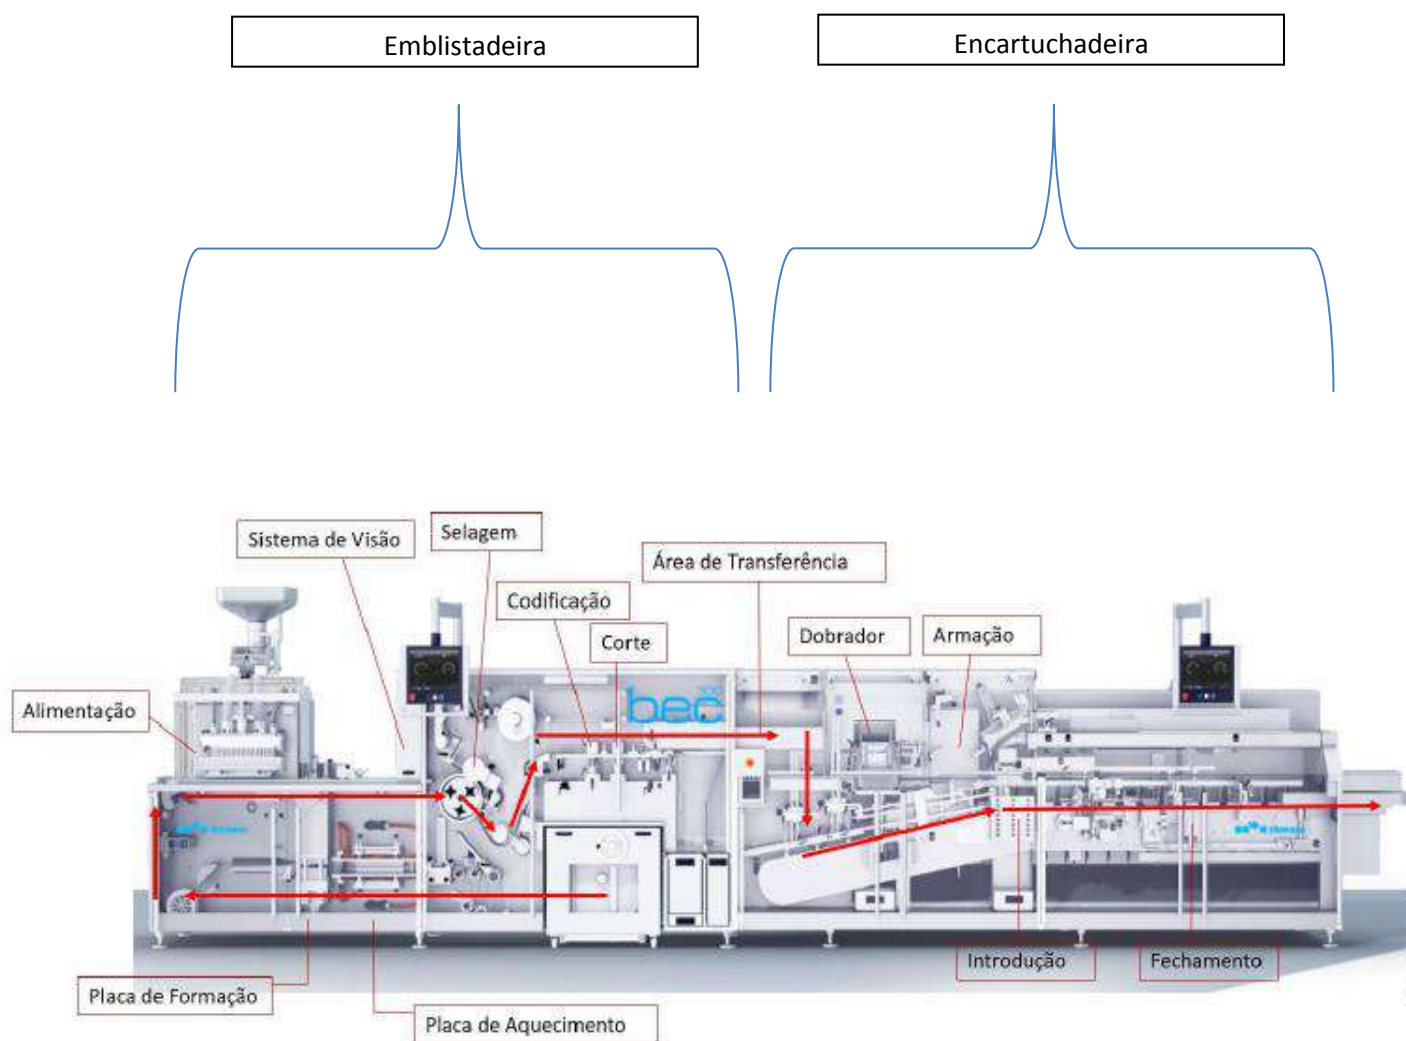 Emblistadeira
Encartuchadeira
Sistema de Visão
Selagem
Área de Transferência
Codificação
Corte
Dobrador
Armação
Alimentação
bec
Introdução
Fechamento
Placa de Formação
Placa de Aquecimento